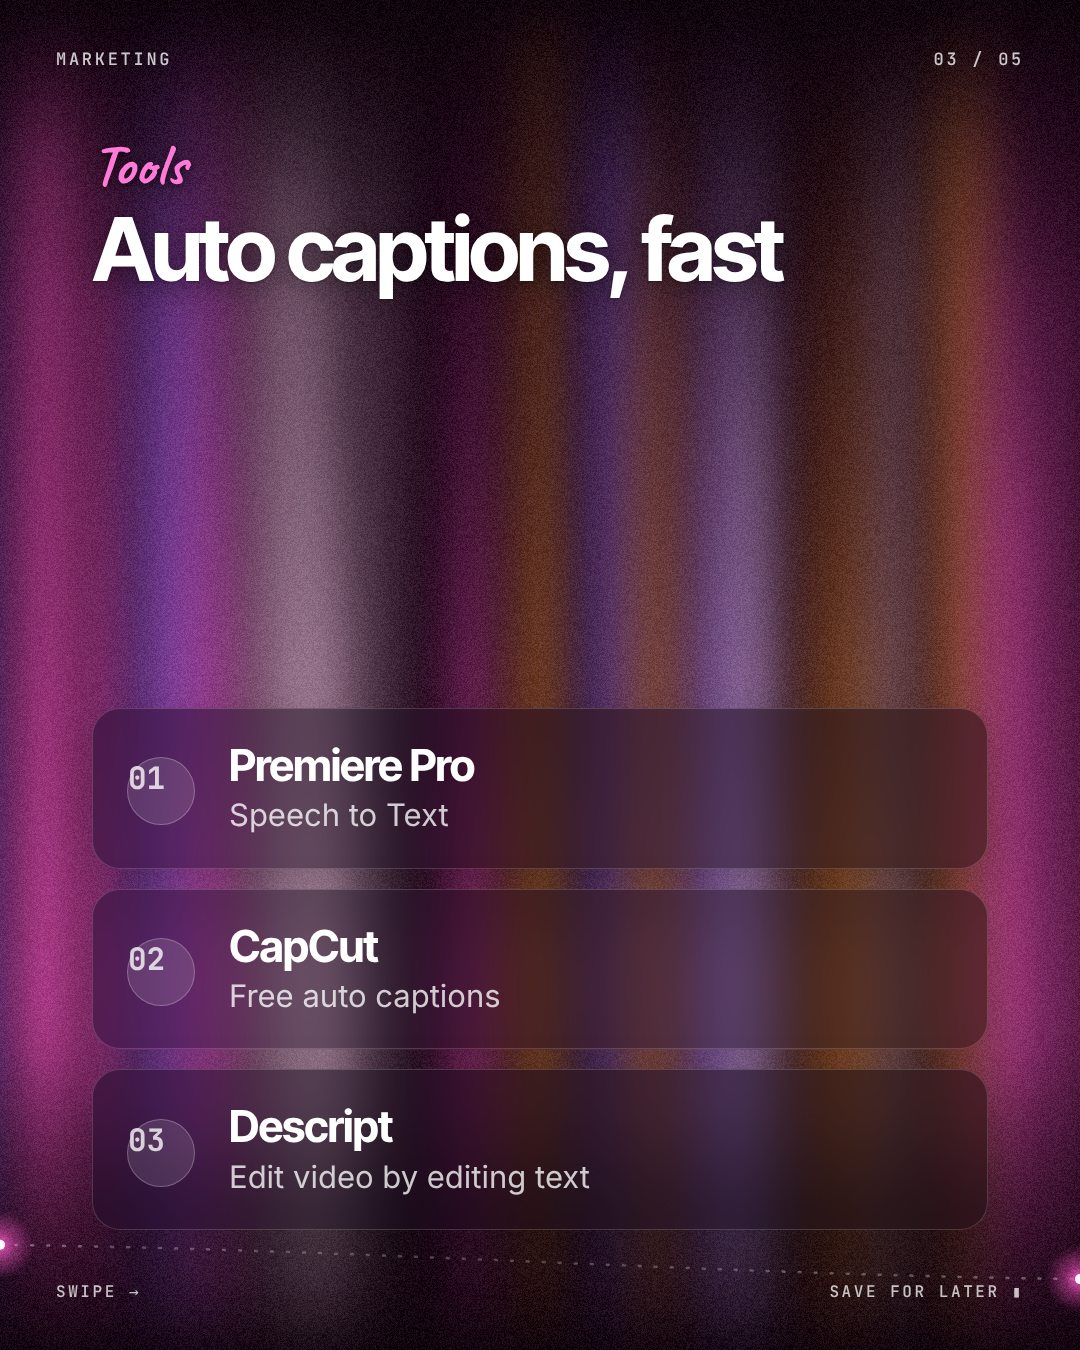 MARKETING
03 / 05
Tools
Auto captions, fast
01
Premiere Pro
Speech to Text
02
CapCut
Free auto captions
03
Descript
Edit video by editing text
SWIPE →
SAVE FOR LATER ▮